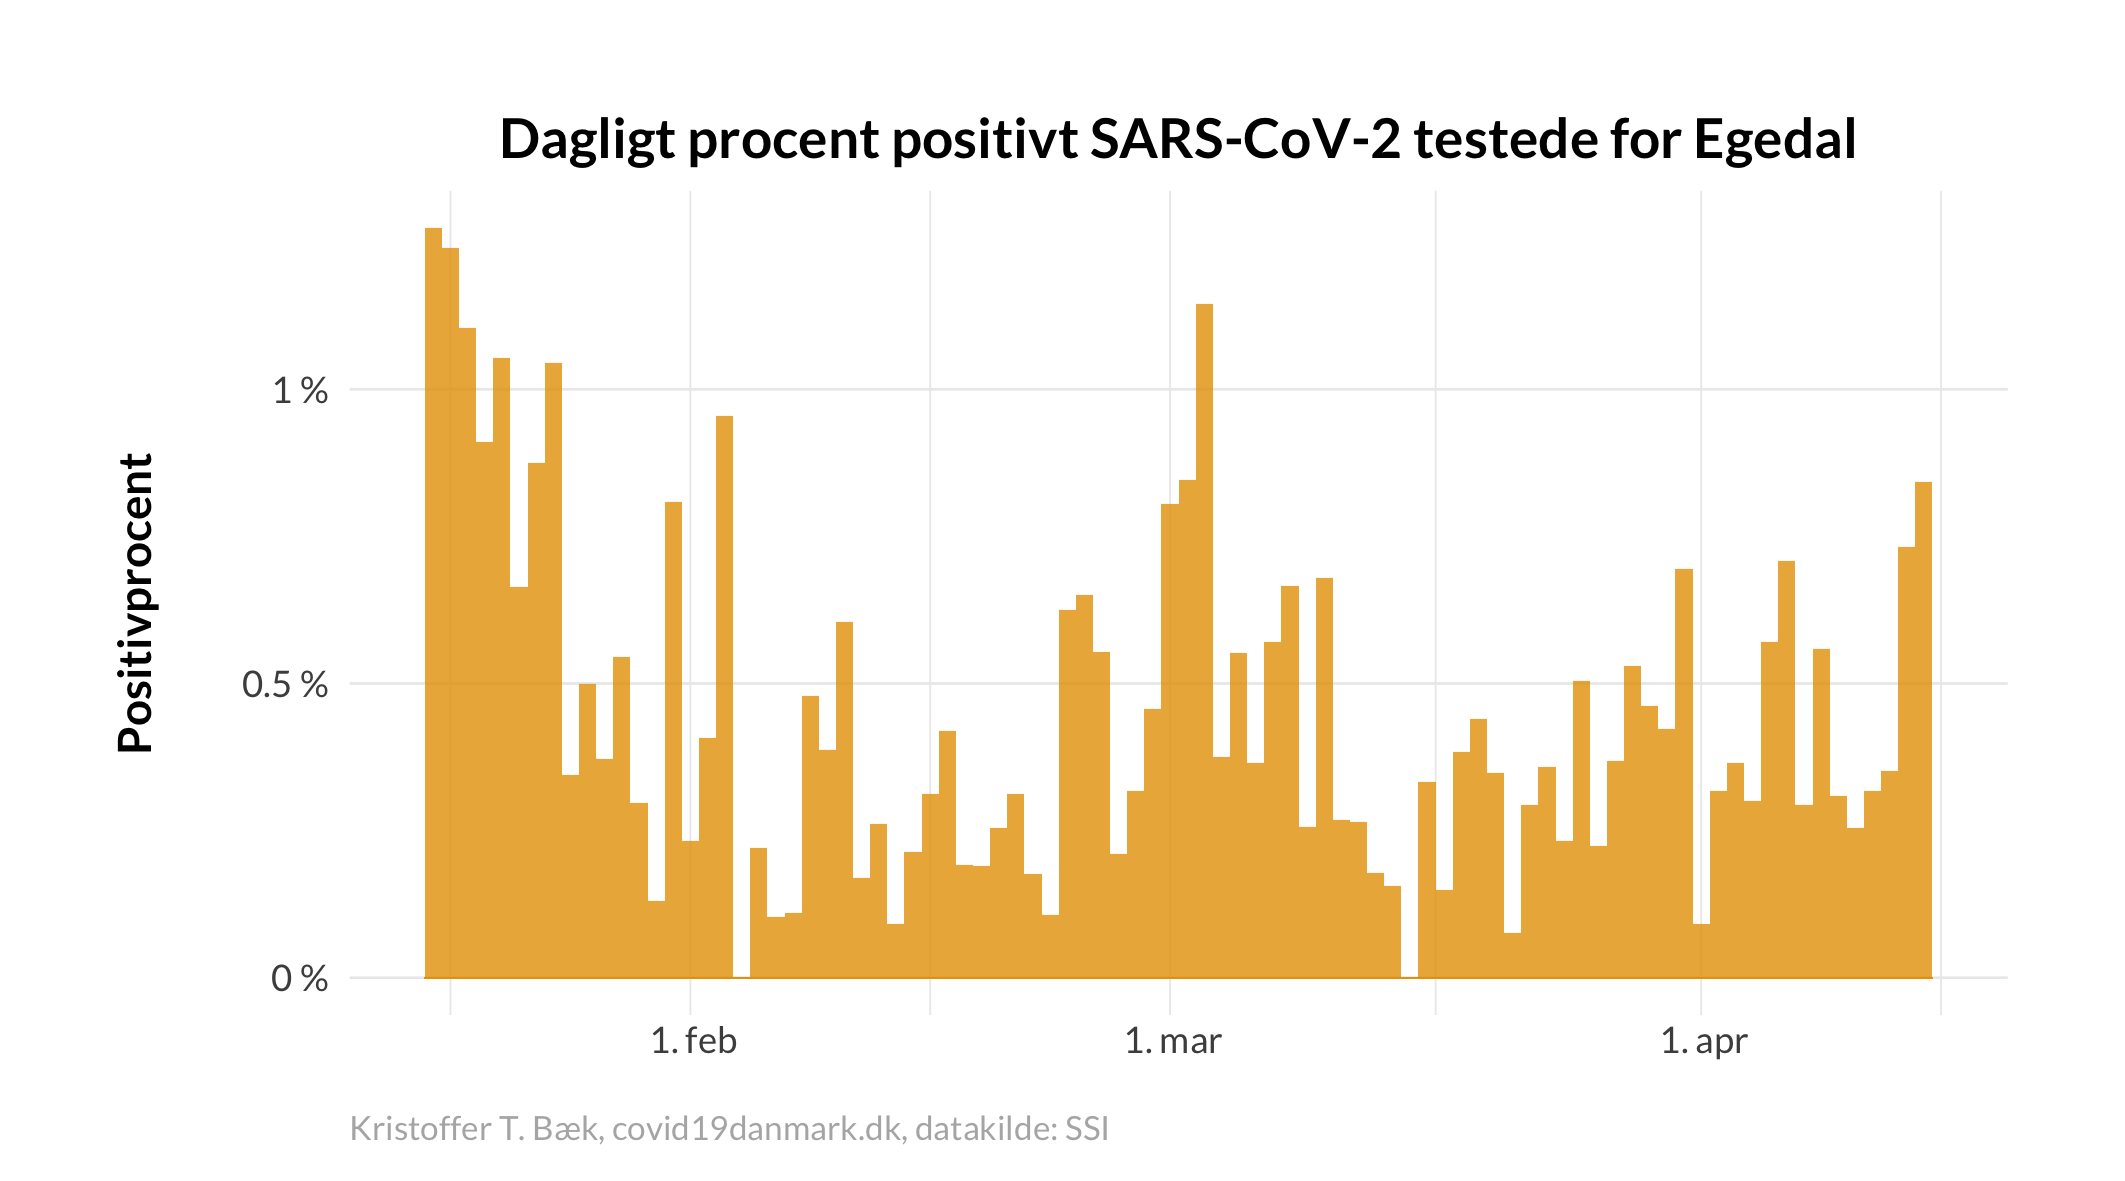 Dagligt procent positivt SARS-CoV-2 testede for Egedal
Positivprocent
1 %
0.5 %
0 %
1. feb
1. mar
1. apr
Kristoffer T. Bæk, covid19danmark.dk, datakilde: SSI